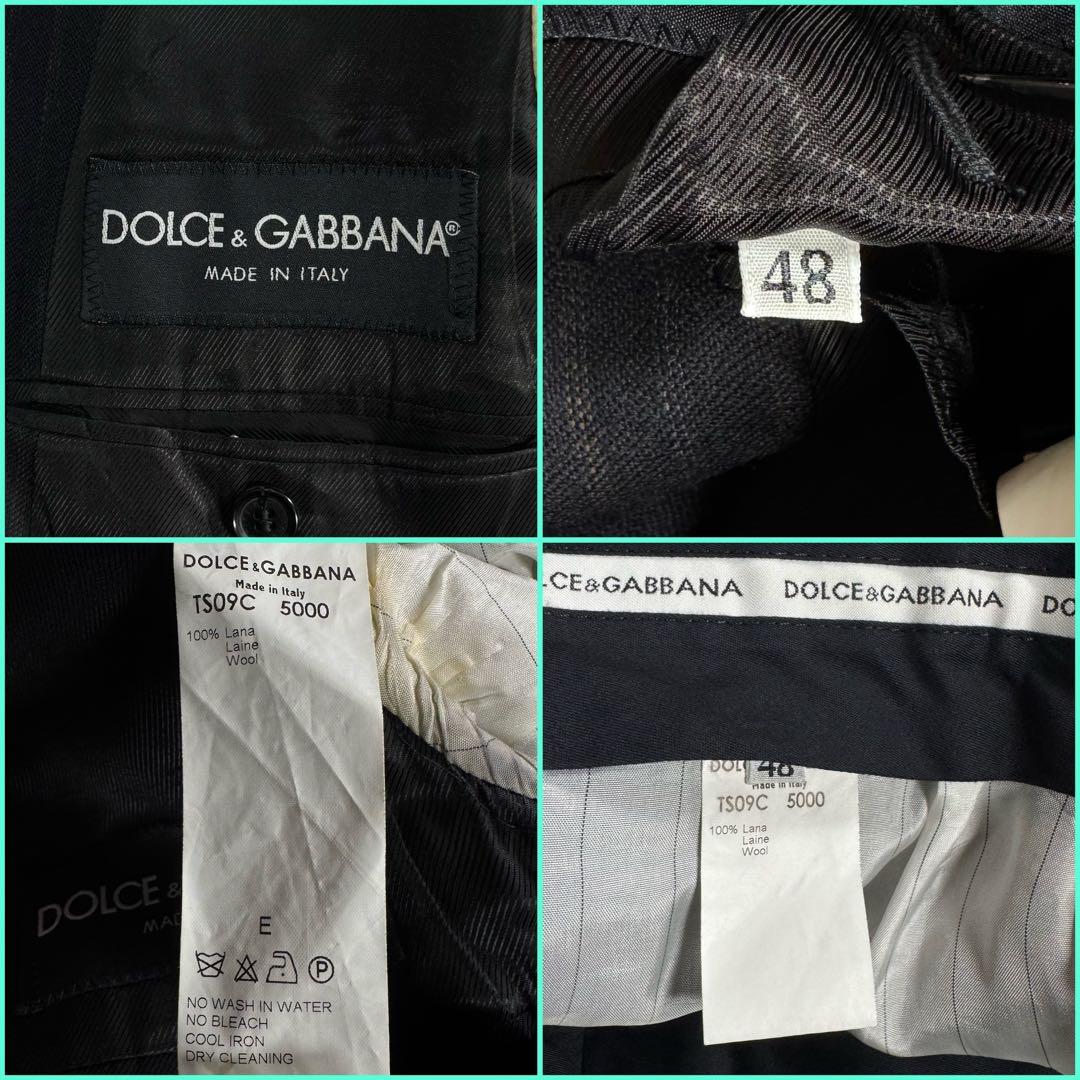 DOLCE & GABBANA®
MADE IN ITALY
48
DOLCE&GABBANA
Made in Italy
TS09C 5000
100% Lana
Laine
Wool
DOLCE &
E
P
NO WASH IN WATER
NO BLEACH
COOL IRON
DRY CLEANING
CE&GABBANA DOLCE&GABBANA DO
48
Made in Italy
TS09C 5000
100% Lana
Laine
Wool